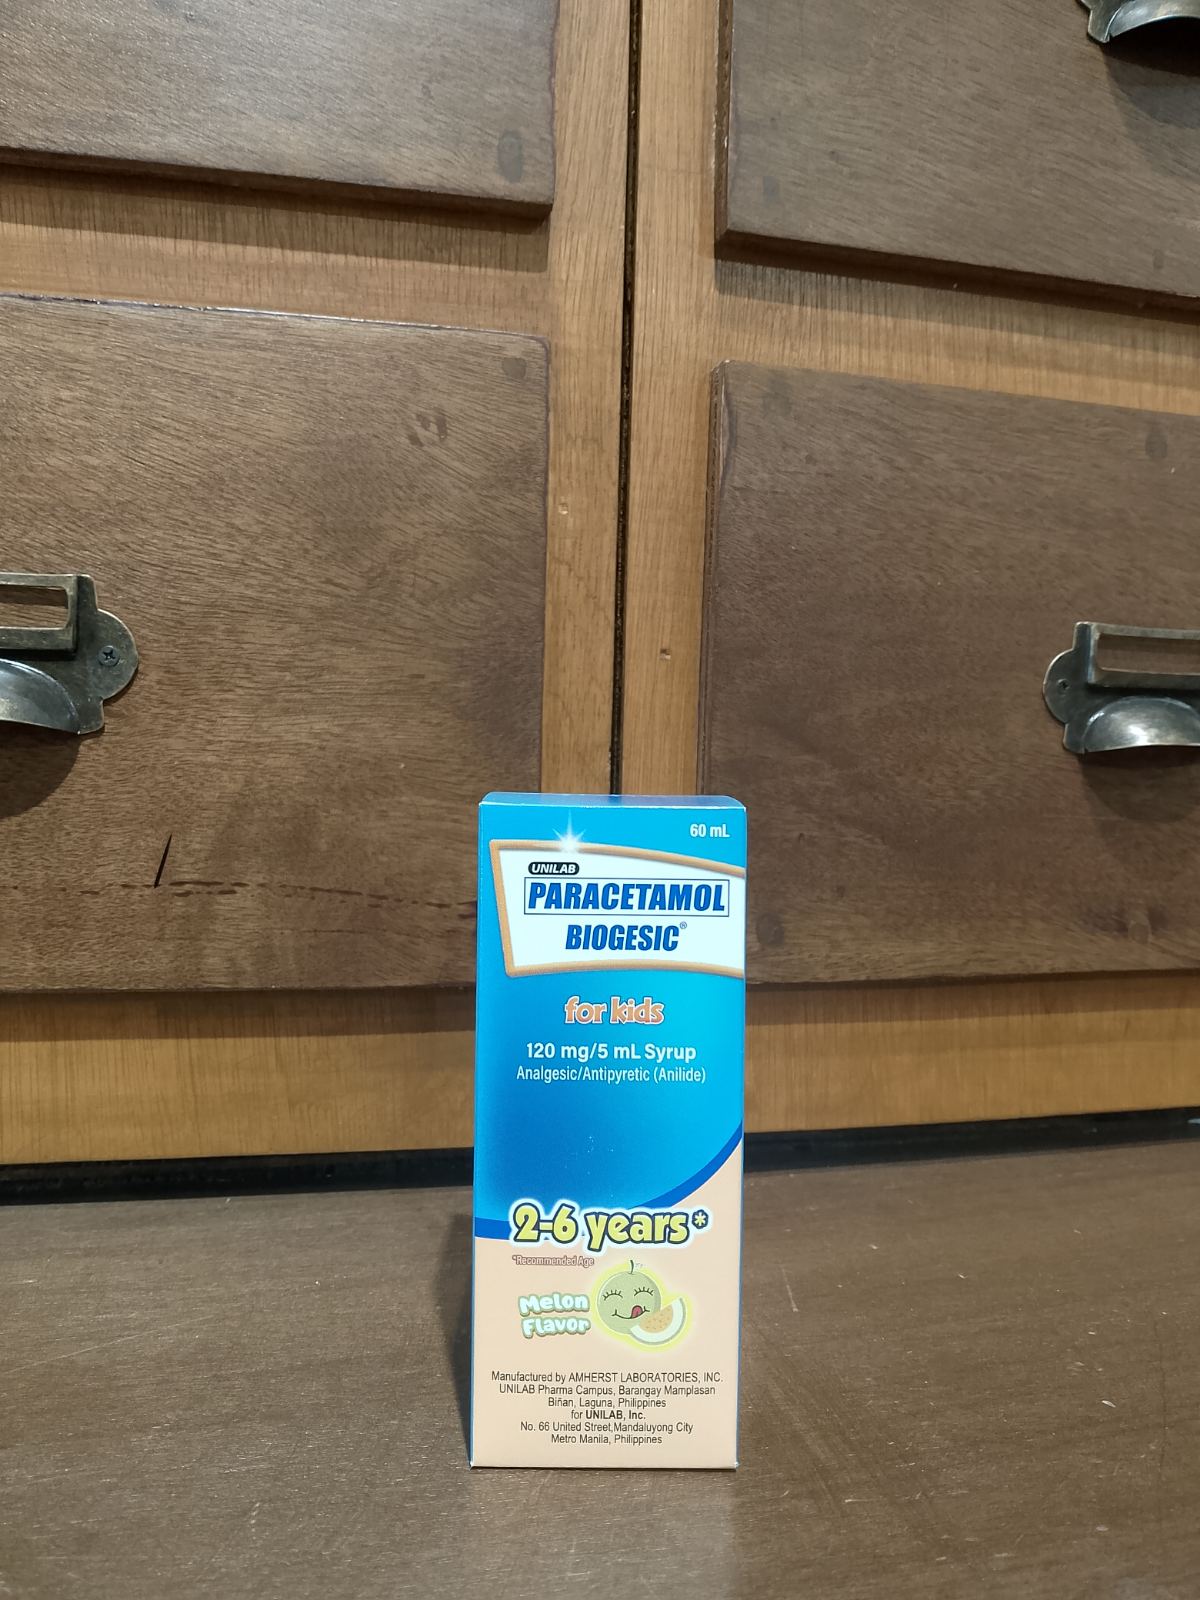 60 mL
UNILAB
PARACETAMOL
BIOGESIC®
for kids
120 mg/5 mL Syrup
Analgesic/Antipyretic (Anilide)
2-6 years*
*Recommended Age
Melon
Flavor
Manufactured by AMHERST LABORATORIES, INC.
UNILAB Pharma Campus, Barangay Mamplasan
Biñan, Laguna, Philippines
for UNILAB, Inc.
No. 66 United Street,Mandaluyong City
Metro Manila, Philippines